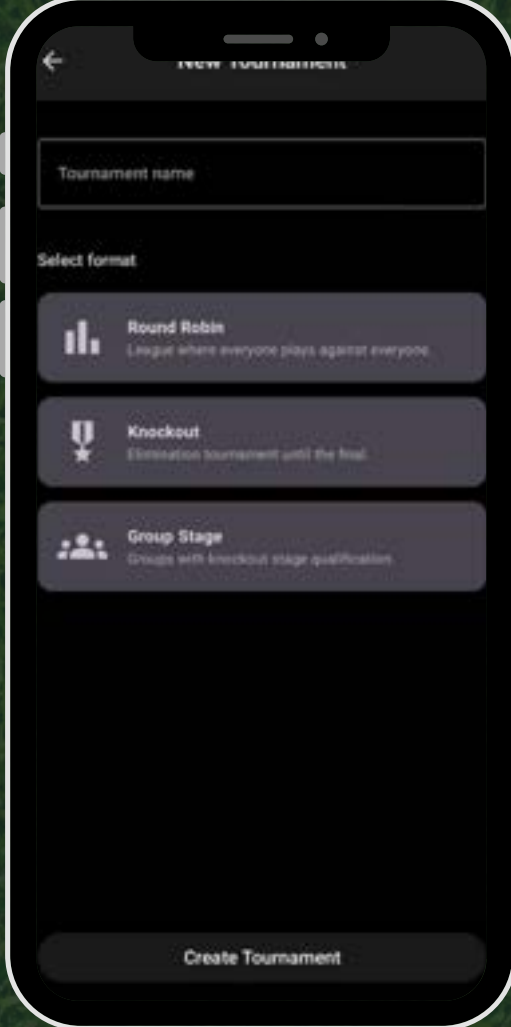 New Tournament
Tournament name
Select format
Round Robin
League where everyone plays against everyone.
Knockout
Elimination tournament until the final.
Group Stage
Groups with knockout stage qualification.
Create Tournament